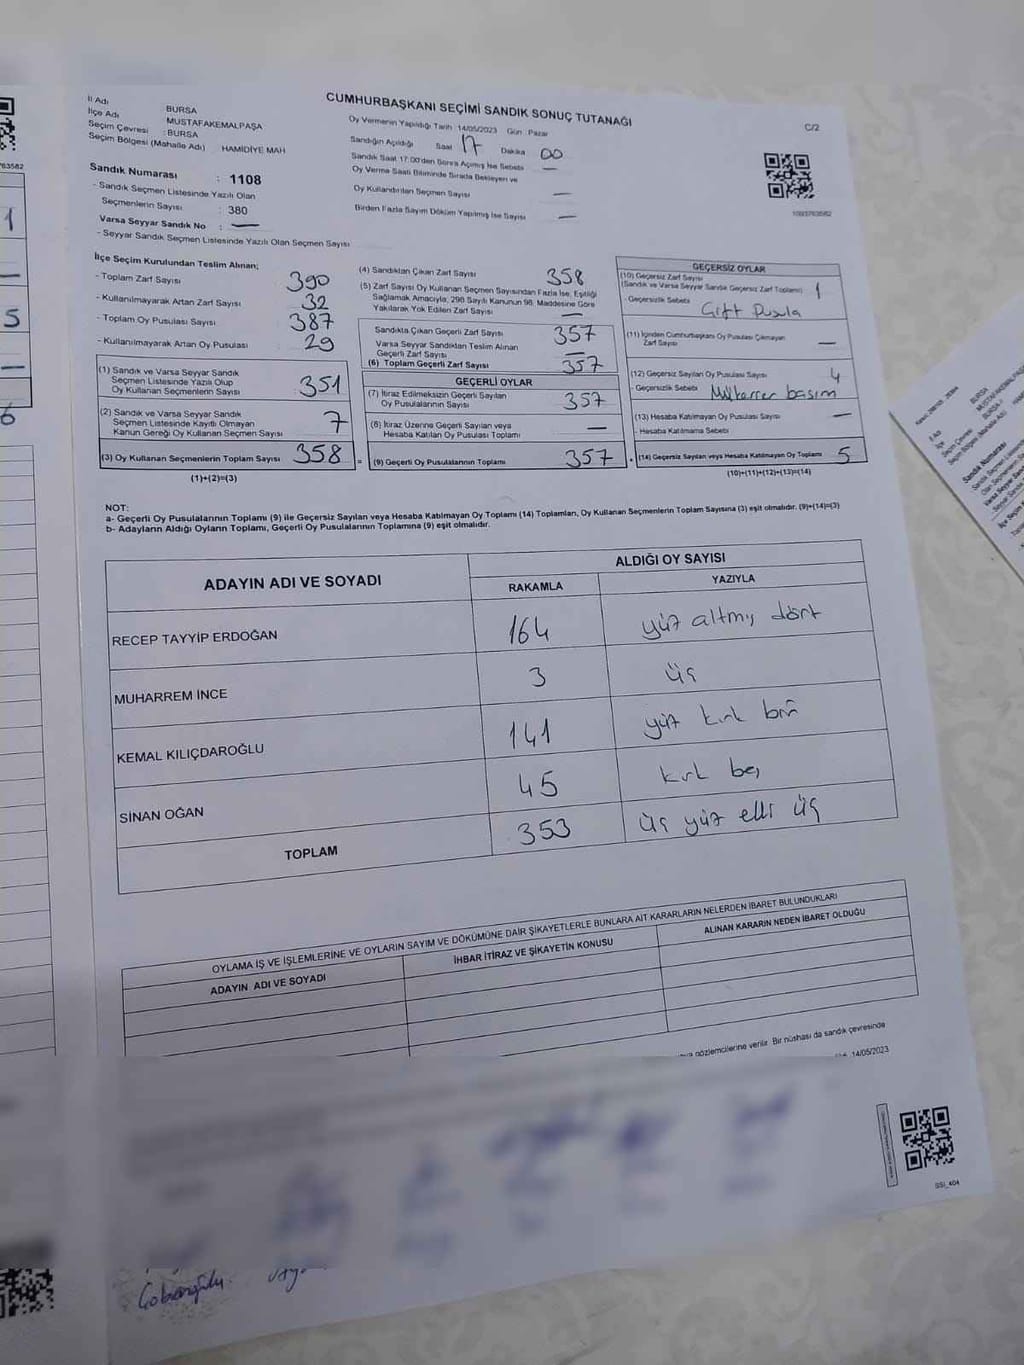 CUMHURBAŞKANI SEÇİMİ SANDIK SONUÇ TUTANAĞI
C/2
İl Adı BURSA
İlçe Adı MUSTAFAKEMALPAŞA
Seçim Çevresi : BURSA
Seçim Bölgesi (Mahalle Adı) HAMİDİYE MAH
Sandık Numarası : 1108
- Sandık Seçmen Listesinde Yazılı Olan
Seçmenlerin Sayısı : 380
Varsa Seyyar Sandık No : —
- Seyyar Sandık Seçmen Listesinde Yazılı Olan Seçmen Sayısı
Oy Vermenin Yapıldığı Tarih 14/05/2023 Gün : Pazar
Sandığın Açıldığı Saat 17 Dakika 00
Sandık Saat 17:00'den Sonra Açılmış İse Sebebi —
Oy Verme Saati Bitiminde Sırada Bekleyen ve
Oy Kullandırılan Seçmen Sayısı —
Birden Fazla Sayım Döküm Yapılmış İse Sayısı —
İlçe Seçim Kurulundan Teslim Alınan;
- Toplam Zarf Sayısı 390
- Kullanılmayarak Artan Zarf Sayısı 32
- Toplam Oy Pusulası Sayısı 387
- Kullanılmayarak Artan Oy Pusulası 29
(1) Sandık ve Varsa Seyyar Sandık
Seçmen Listesinde Yazılı Olup
Oy Kullanan Seçmenlerin Sayısı 351
(2) Sandık ve Varsa Seyyar Sandık
Seçmen Listesinde Kayıtlı Olmayan
Kanun Gereği Oy Kullanan Seçmen Sayısı 7
(3) Oy Kullanan Seçmenlerin Toplam Sayısı 358
(1)+(2)=(3)
(4) Sandıktan Çıkan Zarf Sayısı 358
(5) Zarf Sayısı Oy Kullanan Seçmen Sayısından Fazla İse, Eşitliği
Sağlamak Amacıyla, 298 Sayılı Kanunun 98. Maddesine Göre
Yakılarak Yok Edilen Zarf Sayısı —
Sandıkta Çıkan Geçerli Zarf Sayısı 357
Varsa Seyyar Sandıktan Teslim Alınan
Geçerli Zarf Sayısı —
(6) Toplam Geçerli Zarf Sayısı 357
GEÇERLİ OYLAR
(7) İtiraz Edilmeksizin Geçerli Sayılan
Oy Pusulalarının Sayısı 357
(8) İtiraz Üzerine Geçerli Sayılan veya
Hesaba Katılan Oy Pusulası Toplamı —
= (9) Geçerli Oy Pusulalarının Toplamı 357
GEÇERSİZ OYLAR
(10) Geçersiz Zarf Sayısı
(Sandık ve Varsa Seyyar Sandık Geçersiz Zarf Toplamı) 1
- Geçersizlik Sebebi Çift Pusula
(11) İçinden Cumhurbaşkanı Oy Pusulası Çıkmayan
Zarf Sayısı —
(12) Geçersiz Sayılan Oy Pusulası Sayısı 4
- Geçersizlik Sebebi Mükerrer basım
(13) Hesaba Katılmayan Oy Pusulası Sayısı —
- Hesaba Katılmama Sebebi
+ (14) Geçersiz Sayılan veya Hesaba Katılmayan Oy Toplamı 5
(10)+(11)+(12)+(13)=(14)
NOT:
a- Geçerli Oy Pusulalarının Toplamı (9) ile Geçersiz Sayılan veya Hesaba Katılmayan Oy Toplamı (14) Toplamları, Oy Kullanan Seçmenlerin Toplam Sayısına (3) eşit olmalıdır. (9)+(14)=(3)
b- Adayların Aldığı Oyların Toplamı, Geçerli Oy Pusulalarının Toplamına (9) eşit olmalıdır.
ADAYIN ADI VE SOYADI
ALDIĞI OY SAYISI
RAKAMLA YAZIYLA
RECEP TAYYİP ERDOĞAN 164 yüz altmış dört
MUHARREM İNCE 3 üç
KEMAL KILIÇDAROĞLU 141 yüz kırk bir
SİNAN OĞAN 45 kırk beş
TOPLAM 353 üç yüz elli üç
OYLAMA İŞ VE İŞLEMLERİNE VE OYLARIN SAYIM VE DÖKÜMÜNE DAİR ŞİKAYETLERLE BUNLARA AİT KARARLARIN NELERDEN İBARET BULUNDUKLARI
ADAYIN ADI VE SOYADI
İHBAR İTİRAZ VE ŞİKAYETİN KONUSU
ALINAN KARARIN NEDEN İBARET OLDUĞU
gözlemcilerine verilir. Bir nüshası da sandık çevresinde
14/05/2023
SSİ_404
1
—
5
—
6
BURSA
MUSTAFAKEMALPAŞA
Sandık Numarası